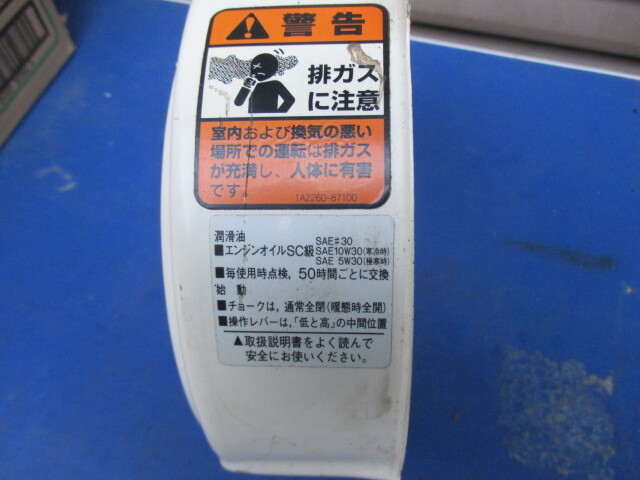 警告
排ガス
に注意
室内および換気の悪い
場所での運転は排ガス
が充満し、人体に有害
です。
1A2260-87100
潤滑油
■エンジンオイルSC級
SAE#30
SAE10W30(寒冷時)
SAE 5W30(極寒時)
■毎使用時点検，50時間ごとに交換
始 動
■チョークは，通常全閉(暖態時全開)
■操作レバーは，「低と高」の中間位置
▲取扱説明書をよく読んで
安全にお使いください。